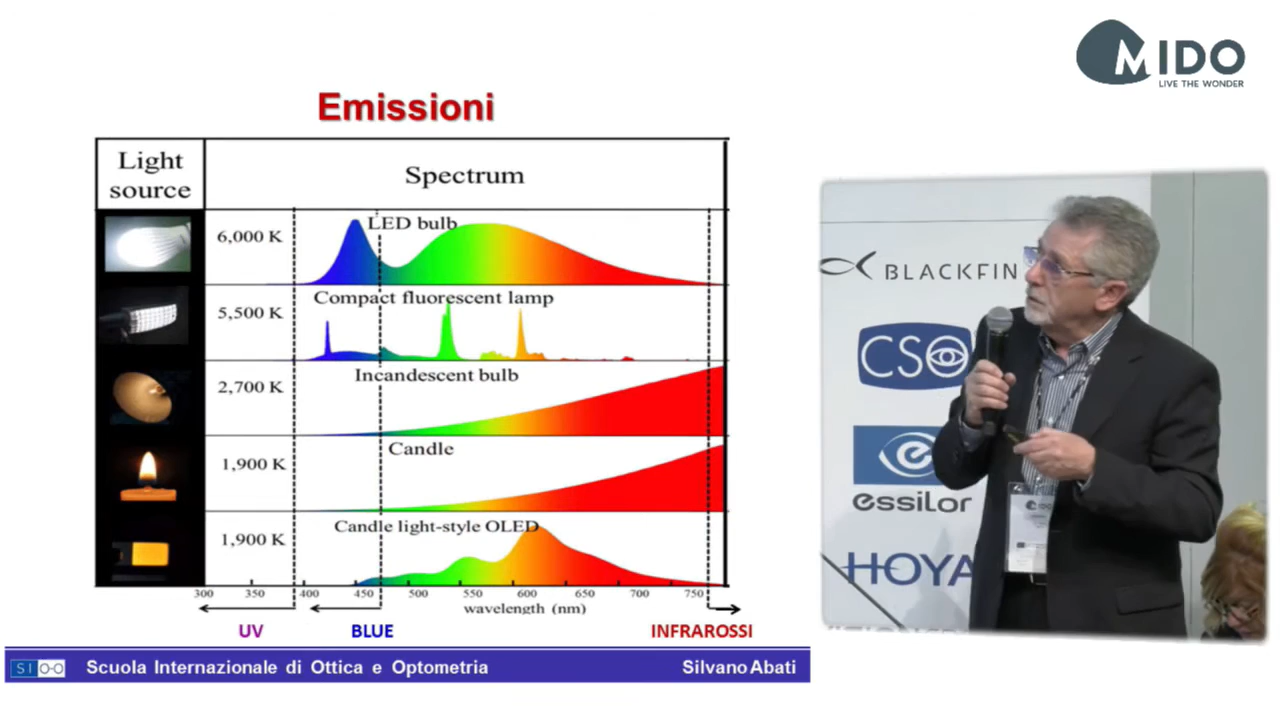 MIDO
LIVE THE WONDER
Emissioni
Light
source
Spectrum
6,000 K
LED bulb
5,500 K
Compact fluorescent lamp
2,700 K
Incandescent bulb
1,900 K
Candle
1,900 K
Candle light-style OLED
300 350 400 450 500 550 600 650 700 750
wavelength (nm)
UV
BLUE
INFRAROSSI
SIOO
Scuola Internazionale di Ottica e Optometria
Silvano Abati
BLACKFIN
CSO
e
essilor
HOYA